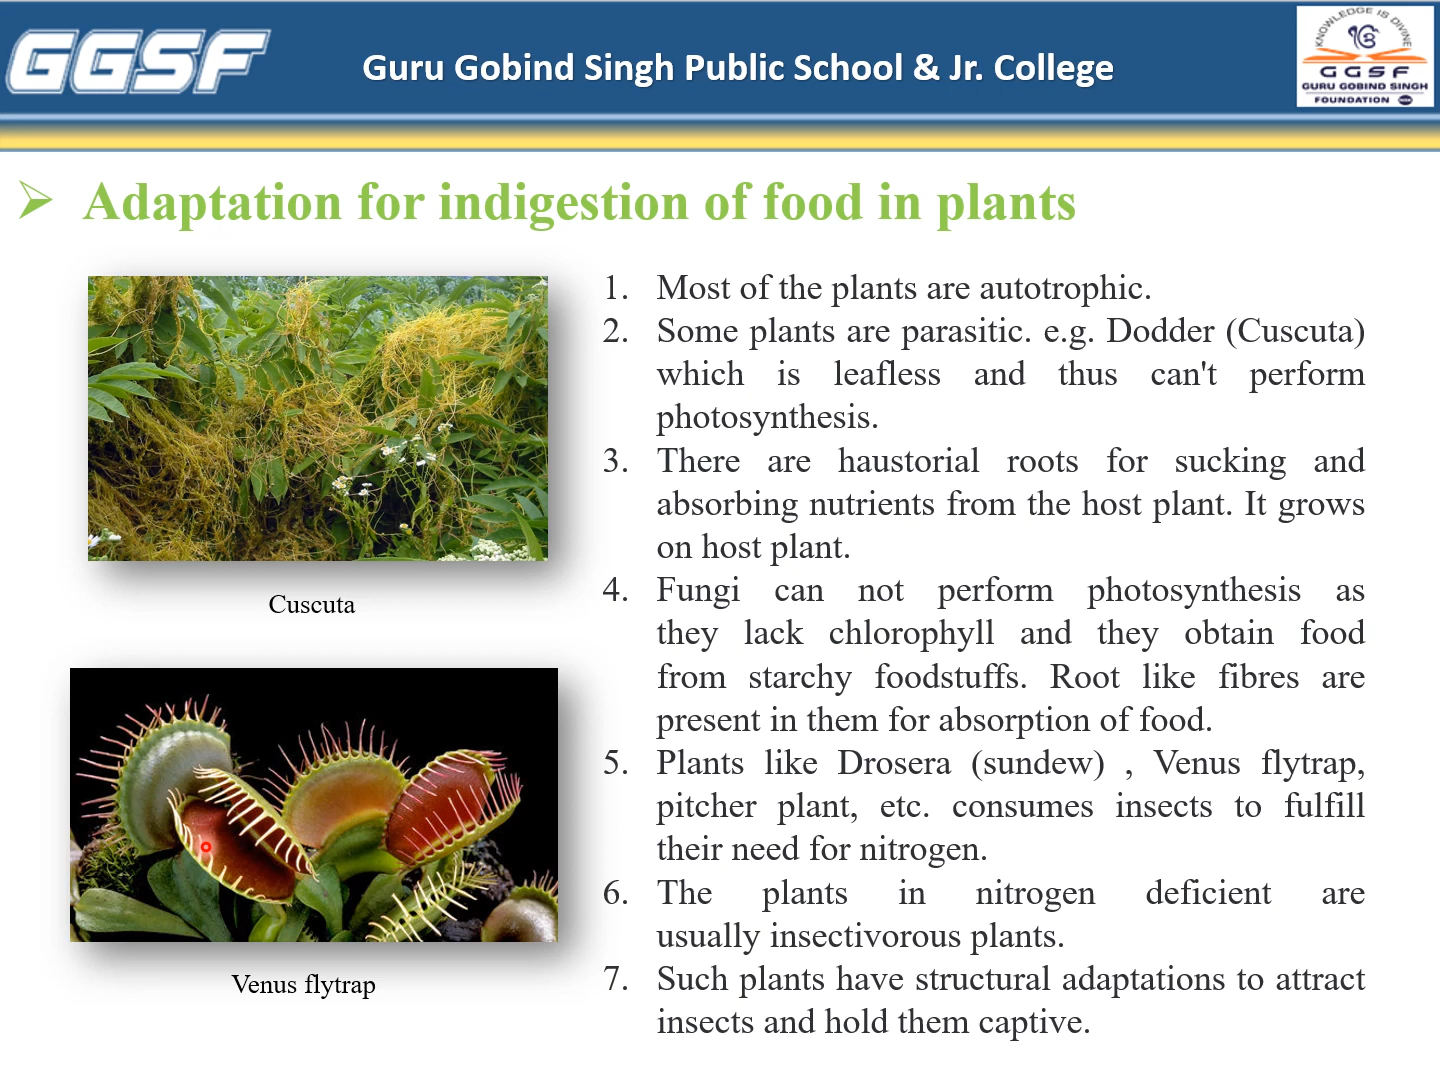 GGSF
Guru Gobind Singh Public School & Jr. College
KNOWLEDGE IS DIVINE
GGSF
GURU GOBIND SINGH
FOUNDATION
➢ Adaptation for indigestion of food in plants
Cuscuta
Venus flytrap
1. Most of the plants are autotrophic.
2. Some plants are parasitic. e.g. Dodder (Cuscuta)
which is leafless and thus can't perform
photosynthesis.
3. There are haustorial roots for sucking and
absorbing nutrients from the host plant. It grows
on host plant.
4. Fungi can not perform photosynthesis as
they lack chlorophyll and they obtain food
from starchy foodstuffs. Root like fibres are
present in them for absorption of food.
5. Plants like Drosera (sundew) , Venus flytrap,
pitcher plant, etc. consumes insects to fulfill
their need for nitrogen.
6. The plants in nitrogen deficient are
usually insectivorous plants.
7. Such plants have structural adaptations to attract
insects and hold them captive.